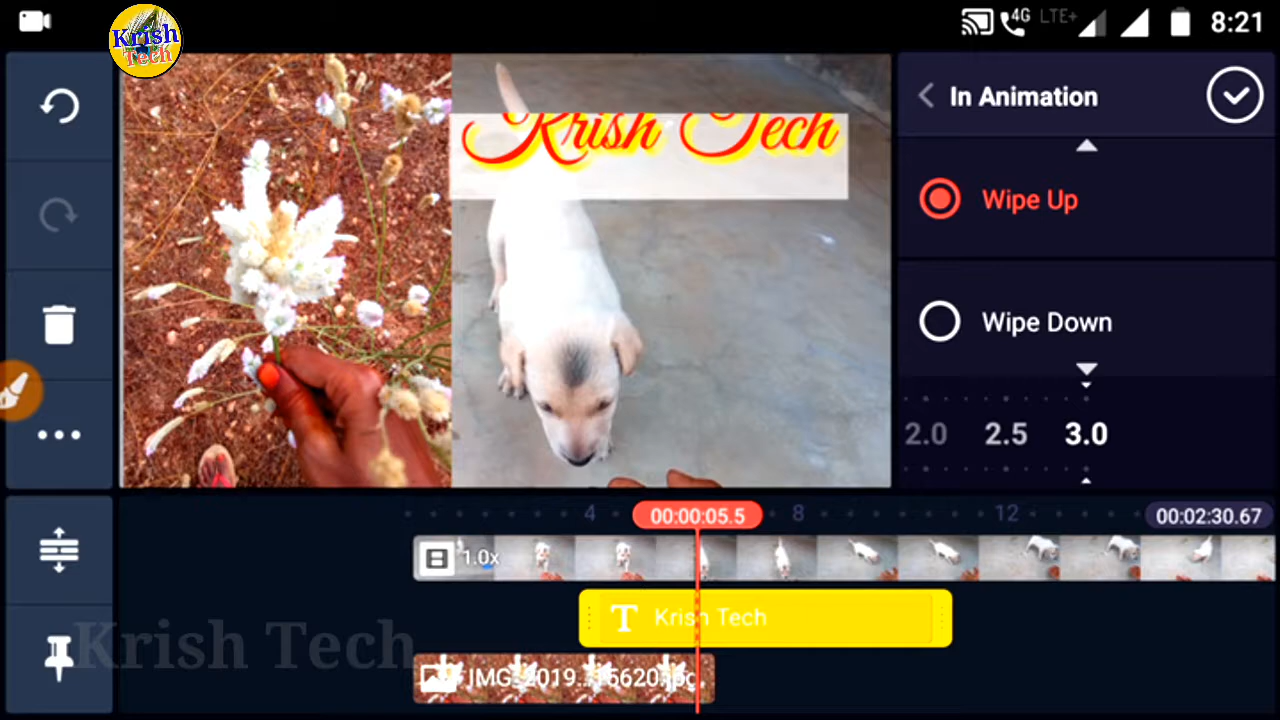 Krish
Tech
4G LTE+ 8:21
In Animation
Krish Tech
Wipe Up
Wipe Down
2.0 2.5 3.0
4 00:00:05.5 8 12 00:02:30.67
1.0x
T Krish Tech
Krish Tech